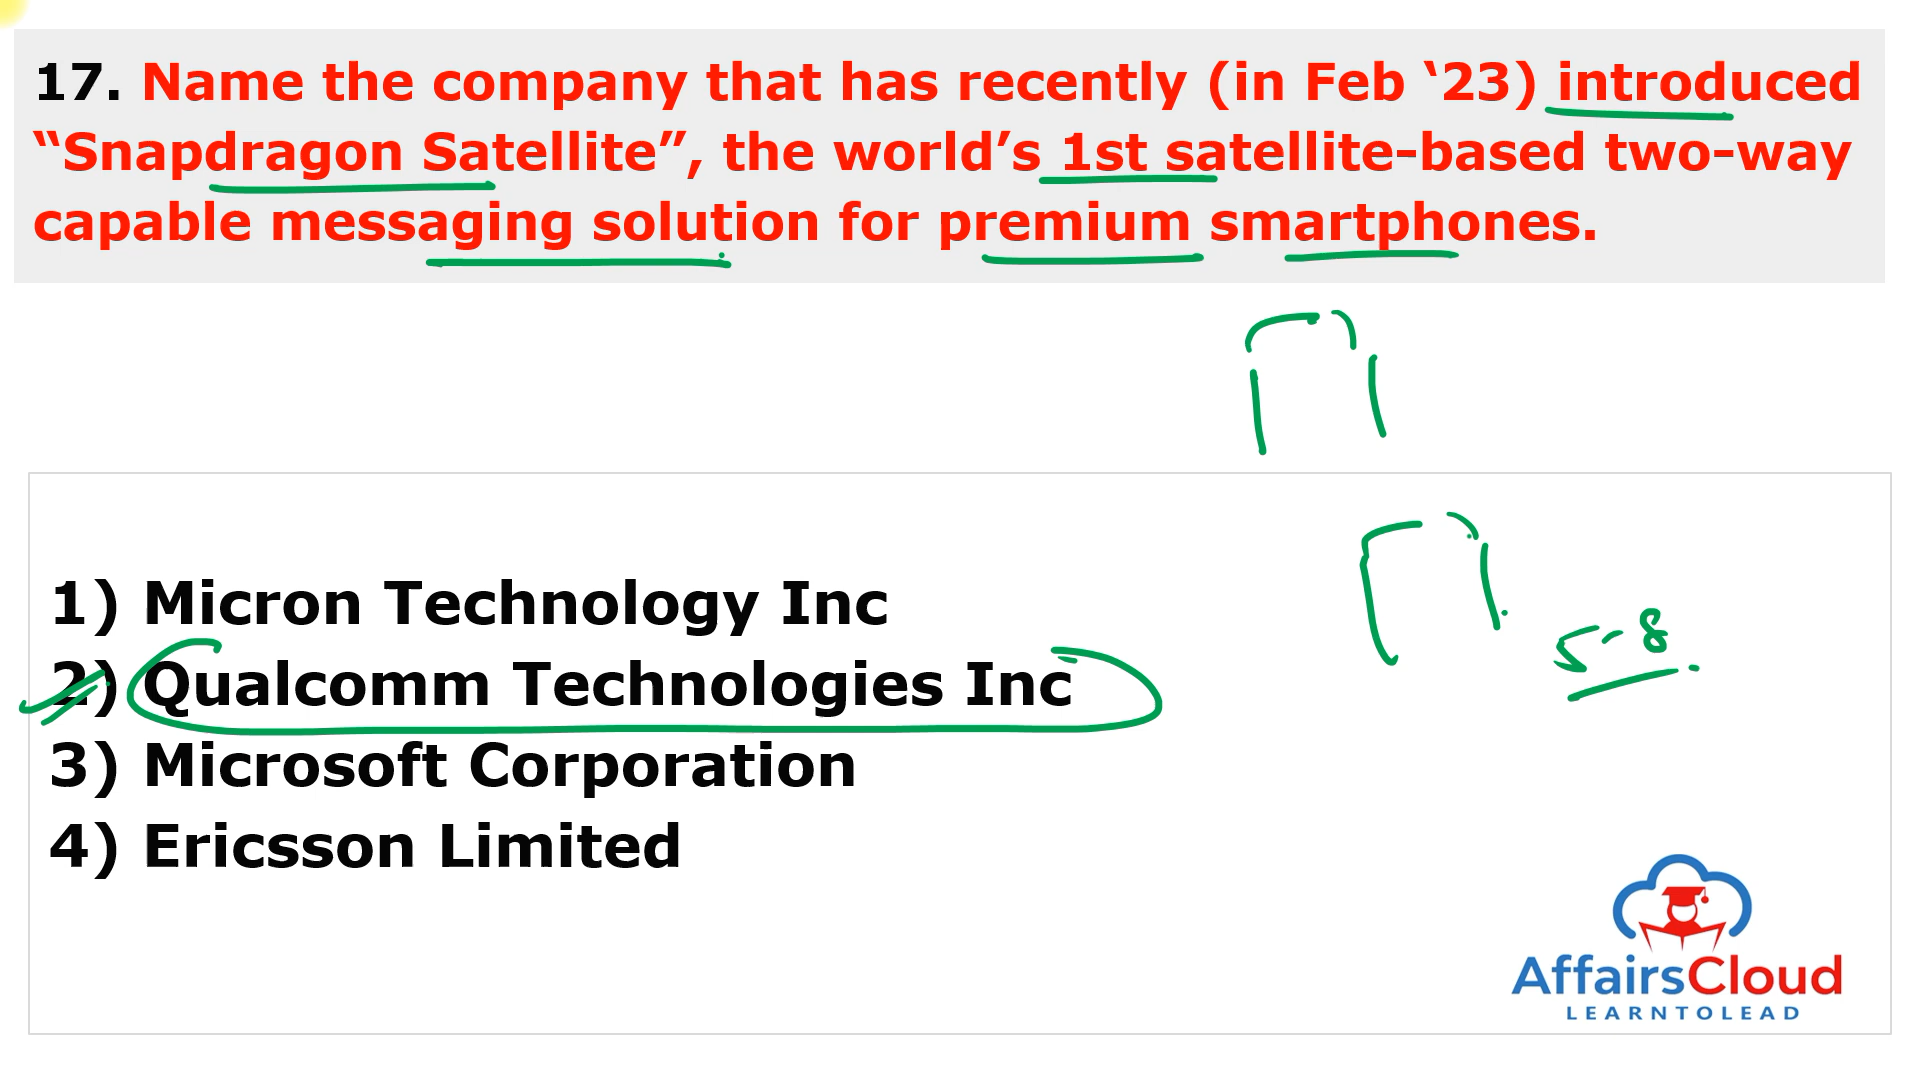 17. Name the company that has recently (in Feb ‘23) introduced
“Snapdragon Satellite”, the world’s 1st satellite-based two-way
capable messaging solution for premium smartphones.
1) Micron Technology Inc
2) Qualcomm Technologies Inc
3) Microsoft Corporation
4) Ericsson Limited
AffairsCloud
LEARNTOLEAD